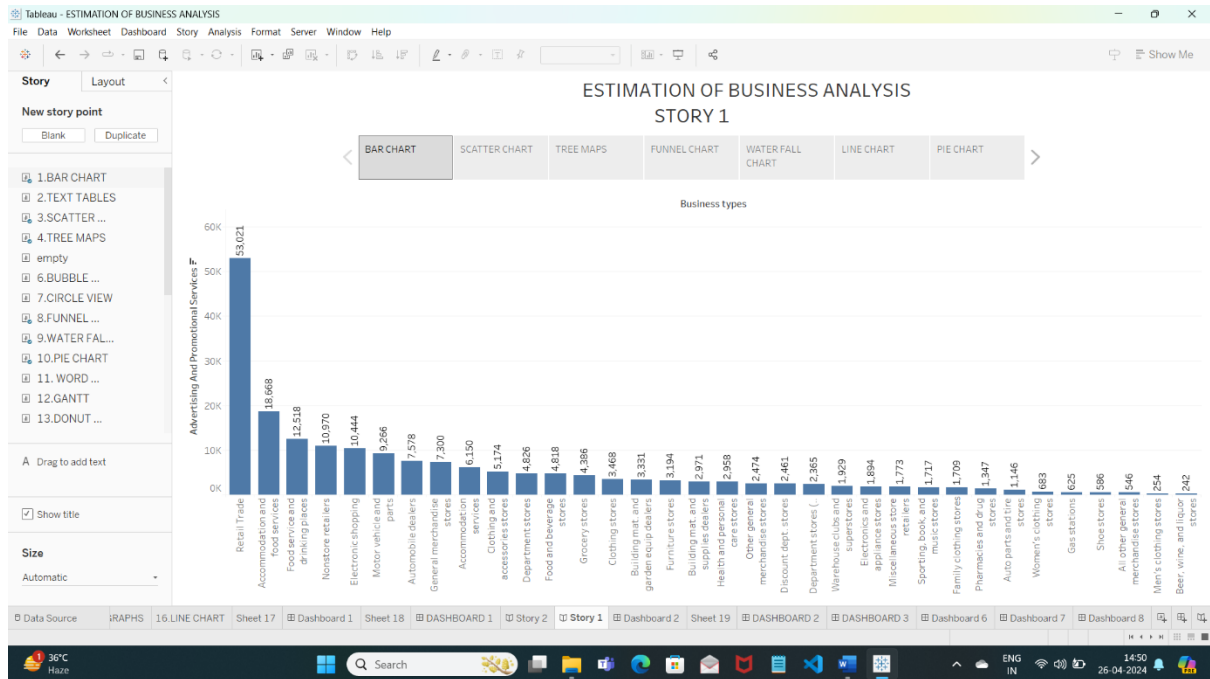 Tableau - ESTIMATION OF BUSINESS ANALYSIS
File Data Worksheet Dashboard Story Analysis Format Server Window Help
Show Me
Story Layout
New story point
Blank Duplicate
1.BAR CHART
2.TEXT TABLES
3.SCATTER ...
4.TREE MAPS
empty
6.BUBBLE ...
7.CIRCLE VIEW
8.FUNNEL ...
9.WATER FAL...
10.PIE CHART
11. WORD ...
12.GANTT
13.DONUT ...
A Drag to add text
Show title
Size
Automatic
ESTIMATION OF BUSINESS ANALYSIS
STORY 1
BAR CHART
SCATTER CHART
TREE MAPS
FUNNEL CHART
WATER FALL
CHART
LINE CHART
PIE CHART
Business types
Advertising And Promotional Services
60K
50K
40K
30K
20K
10K
0K
53,021
18,668
12,518
10,970
10,444
9,266
7,578
7,300
6,150
5,174
4,826
4,818
4,386
3,468
3,331
3,194
2,971
2,958
2,474
2,461
2,365
1,929
1,894
1,773
1,717
1,709
1,347
1,146
683
625
586
546
254
242
Retail Trade
Accommodation and
food services
Food service and
drinking places
Nonstore retailers
Electronic shopping
Motor vehicle and
parts
Automobile dealers
General merchandise
stores
Accommodation
services
Clothing and
accessories stores
Department stores
Food and beverage
stores
Grocery stores
Clothing stores
Building mat. and
garden equip dealers
Furniture stores
Building mat. and
supplies dealers
Health and personal
care stores
Other general
merchandise stores
Discount dept. stores
Department stores (..
Warehouse clubs and
superstores
Electronics and
appliance stores
Miscellaneous store
retailers
Sporting, book, and
music stores
Family clothing stores
Pharmacies and drug
stores
Auto parts and tire
stores
Women's clothing
stores
Gas stations
Shoe stores
All other general
merchandise stores
Men's clothing stores
Beer, wine, and liquor
stores
Data Source IRAPHS 16.LINE CHART Sheet 17 Dashboard 1 Sheet 18 DASHBOARD 1 Story 2 Story 1 Dashboard 2 Sheet 19 DASHBOARD 2 DASHBOARD 3 Dashboard 6 Dashboard 7 Dashboard 8
1
36°C
Haze
Search
ENG
IN
14:50
26-04-2024
PRE